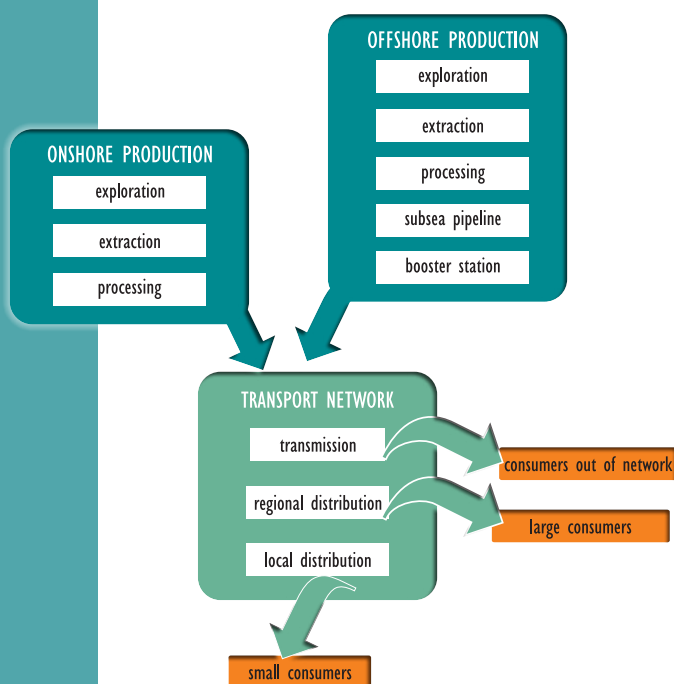 OFFSHORE PRODUCTION
exploration
extraction
processing
subsea pipeline
booster station
ONSHORE PRODUCTION
exploration
extraction
processing
TRANSPORT NETWORK
transmission
regional distribution
local distribution
consumers out of network
large consumers
small consumers